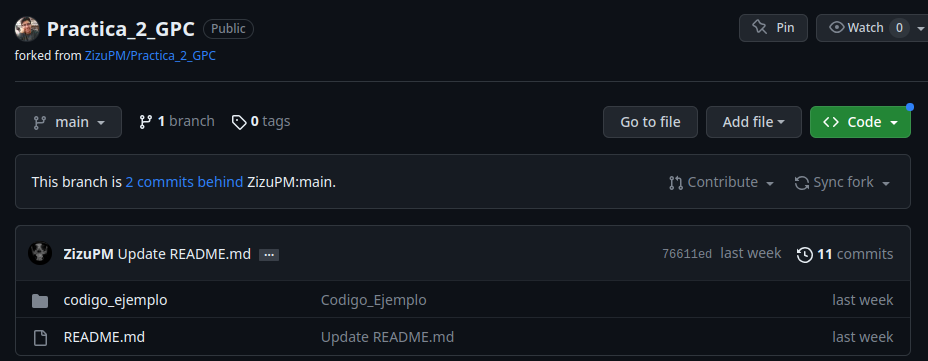 Practica_2_GPC Public Pin Watch 0
forked from ZizuPM/Practica_2_GPC
main 1 branch 0 tags Go to file Add file Code
This branch is 2 commits behind ZizuPM:main. Contribute Sync fork
ZizuPM Update README.md ... 76611ed last week 11 commits
codigo_ejemplo Codigo_Ejemplo last week
README.md Update README.md last week